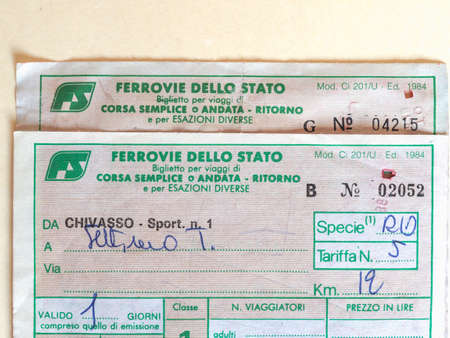 FS
FERROVIE DELLO STATO
Biglietto per viaggi di
CORSA SEMPLICE o ANDATA - RITORNO
e per ESAZIONI DIVERSE
Mod. Ci 201/U - Ed. 1984
G No 04215
FS
FERROVIE DELLO STATO
Biglietto per viaggi di
CORSA SEMPLICE o ANDATA - RITORNO
e per ESAZIONI DIVERSE
Mod. Ci 201/U - Ed. 1984
B No 02052
DA CHIVASSO - Sport. n. 1
A Settimo T.
Via
Specie(1) RID
Tariffa N. 5
Km. 12
VALIDO 1 GIORNI
compreso quello di emissione
Classe
N. VIAGGIATORI
PREZZO IN LIRE
adulti